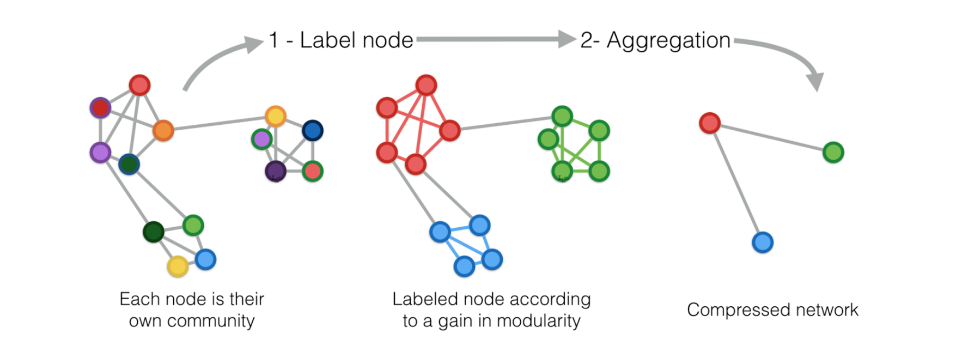 1 - Label node
2- Aggregation
Each node is their
own community
Labeled node according
to a gain in modularity
Compressed network